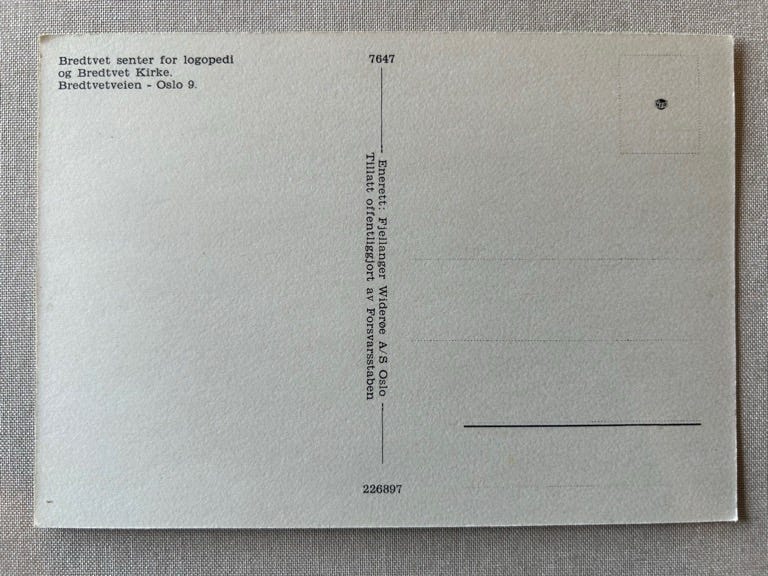 Bredtvet senter for logopedi
og Bredtvet Kirke.
Bredtvetveien - Oslo 9.
7647
Enerett: Fjellanger Widerøe A/S Oslo
Tillatt offentliggjort av Forsvarsstaben
226897